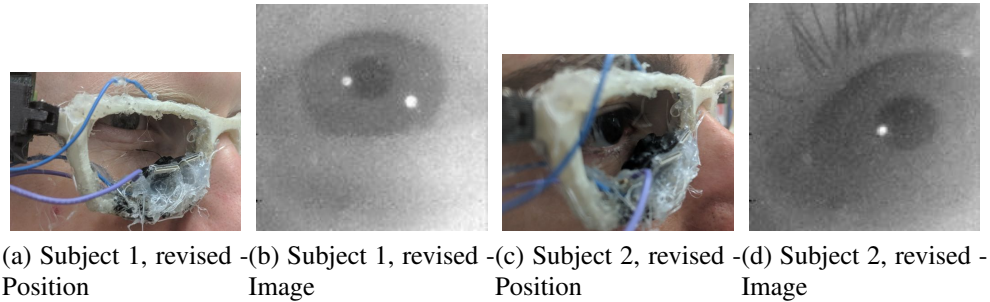 (a) Subject 1, revised -
Position
(b) Subject 1, revised -
Image
(c) Subject 2, revised -
Position
(d) Subject 2, revised -
Image